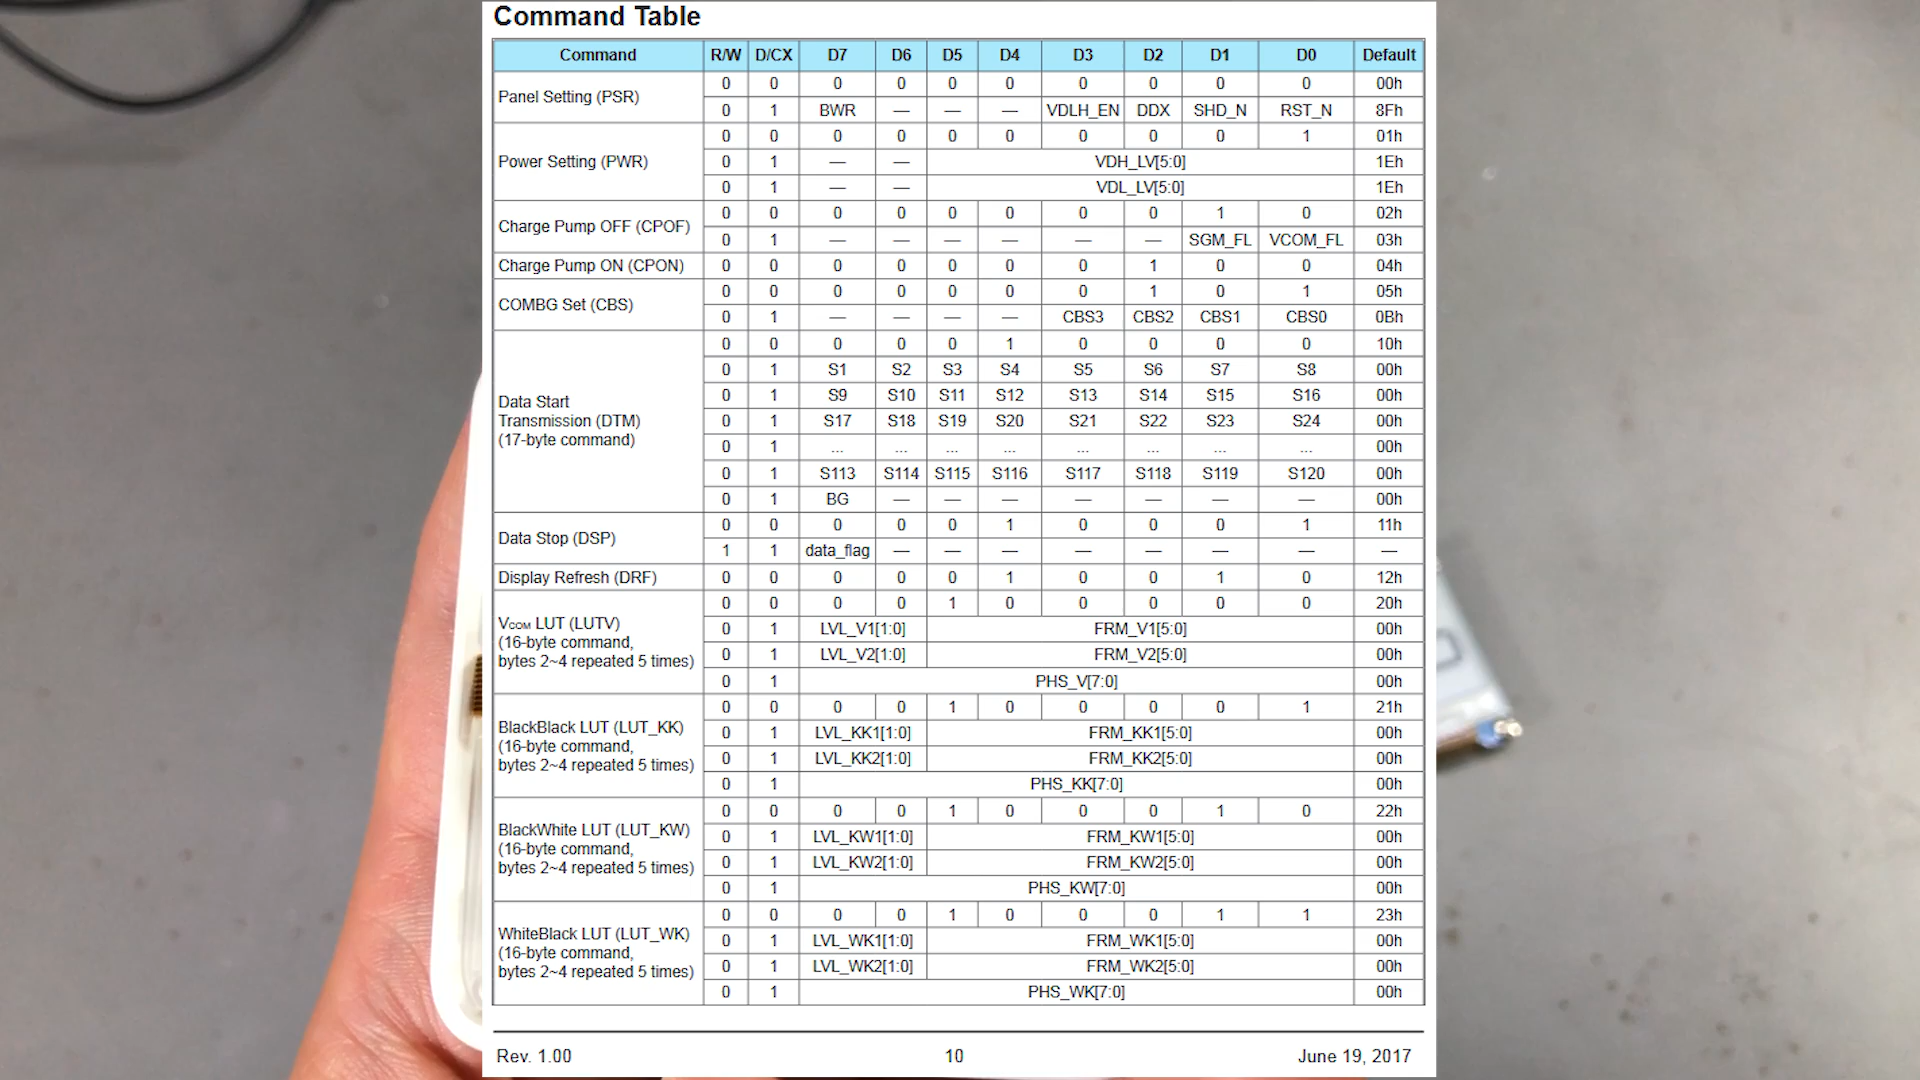 Command Table
Command R/W D/CX D7 D6 D5 D4 D3 D2 D1 D0 Default
Panel Setting (PSR)
0 0 0 0 0 0 0 0 0 0 00h
0 1 BWR — — — VDLH_EN DDX SHD_N RST_N 8Fh
Power Setting (PWR)
0 0 0 0 0 0 0 0 0 1 01h
0 1 — — VDH_LV[5:0] 1Eh
0 1 — — VDL_LV[5:0] 1Eh
Charge Pump OFF (CPOF)
0 0 0 0 0 0 0 0 1 0 02h
0 1 — — — — — — SGM_FL VCOM_FL 03h
Charge Pump ON (CPON) 0 0 0 0 0 0 0 1 0 0 04h
COMBG Set (CBS)
0 0 0 0 0 0 0 1 0 1 05h
0 1 — — — — CBS3 CBS2 CBS1 CBS0 0Bh
Data Start
Transmission (DTM)
(17-byte command)
0 0 0 0 0 1 0 0 0 0 10h
0 1 S1 S2 S3 S4 S5 S6 S7 S8 00h
0 1 S9 S10 S11 S12 S13 S14 S15 S16 00h
0 1 S17 S18 S19 S20 S21 S22 S23 S24 00h
0 1 ... ... ... ... ... ... ... ... 00h
0 1 S113 S114 S115 S116 S117 S118 S119 S120 00h
0 1 BG — — — — — — — 00h
Data Stop (DSP)
0 0 0 0 0 1 0 0 0 1 11h
1 1 data_flag — — — — — — — —
Display Refresh (DRF) 0 0 0 0 0 1 0 0 1 0 12h
VCOM LUT (LUTV)
(16-byte command,
bytes 2~4 repeated 5 times)
0 0 0 0 1 0 0 0 0 0 20h
0 1 LVL_V1[1:0] FRM_V1[5:0] 00h
0 1 LVL_V2[1:0] FRM_V2[5:0] 00h
0 1 PHS_V[7:0] 00h
BlackBlack LUT (LUT_KK)
(16-byte command,
bytes 2~4 repeated 5 times)
0 0 0 0 1 0 0 0 0 1 21h
0 1 LVL_KK1[1:0] FRM_KK1[5:0] 00h
0 1 LVL_KK2[1:0] FRM_KK2[5:0] 00h
0 1 PHS_KK[7:0] 00h
BlackWhite LUT (LUT_KW)
(16-byte command,
bytes 2~4 repeated 5 times)
0 0 0 0 1 0 0 0 1 0 22h
0 1 LVL_KW1[1:0] FRM_KW1[5:0] 00h
0 1 LVL_KW2[1:0] FRM_KW2[5:0] 00h
0 1 PHS_KW[7:0] 00h
WhiteBlack LUT (LUT_WK)
(16-byte command,
bytes 2~4 repeated 5 times)
0 0 0 0 1 0 0 0 1 1 23h
0 1 LVL_WK1[1:0] FRM_WK1[5:0] 00h
0 1 LVL_WK2[1:0] FRM_WK2[5:0] 00h
0 1 PHS_WK[7:0] 00h
Rev. 1.00 10 June 19, 2017